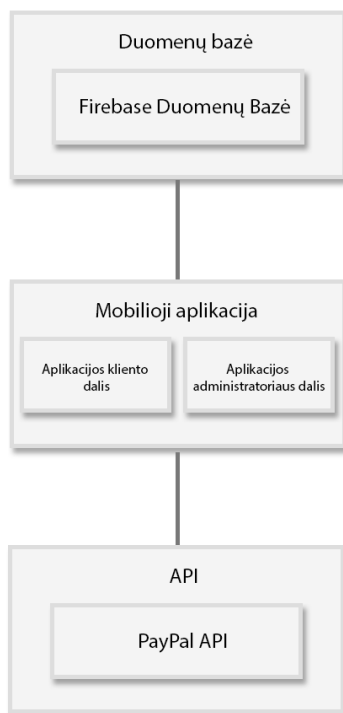 Duomenų bazė
Firebase Duomenų Bazė
Mobilioji aplikacija
Aplikacijos kliento
dalis
Aplikacijos
administratoriaus dalis
API
PayPal API